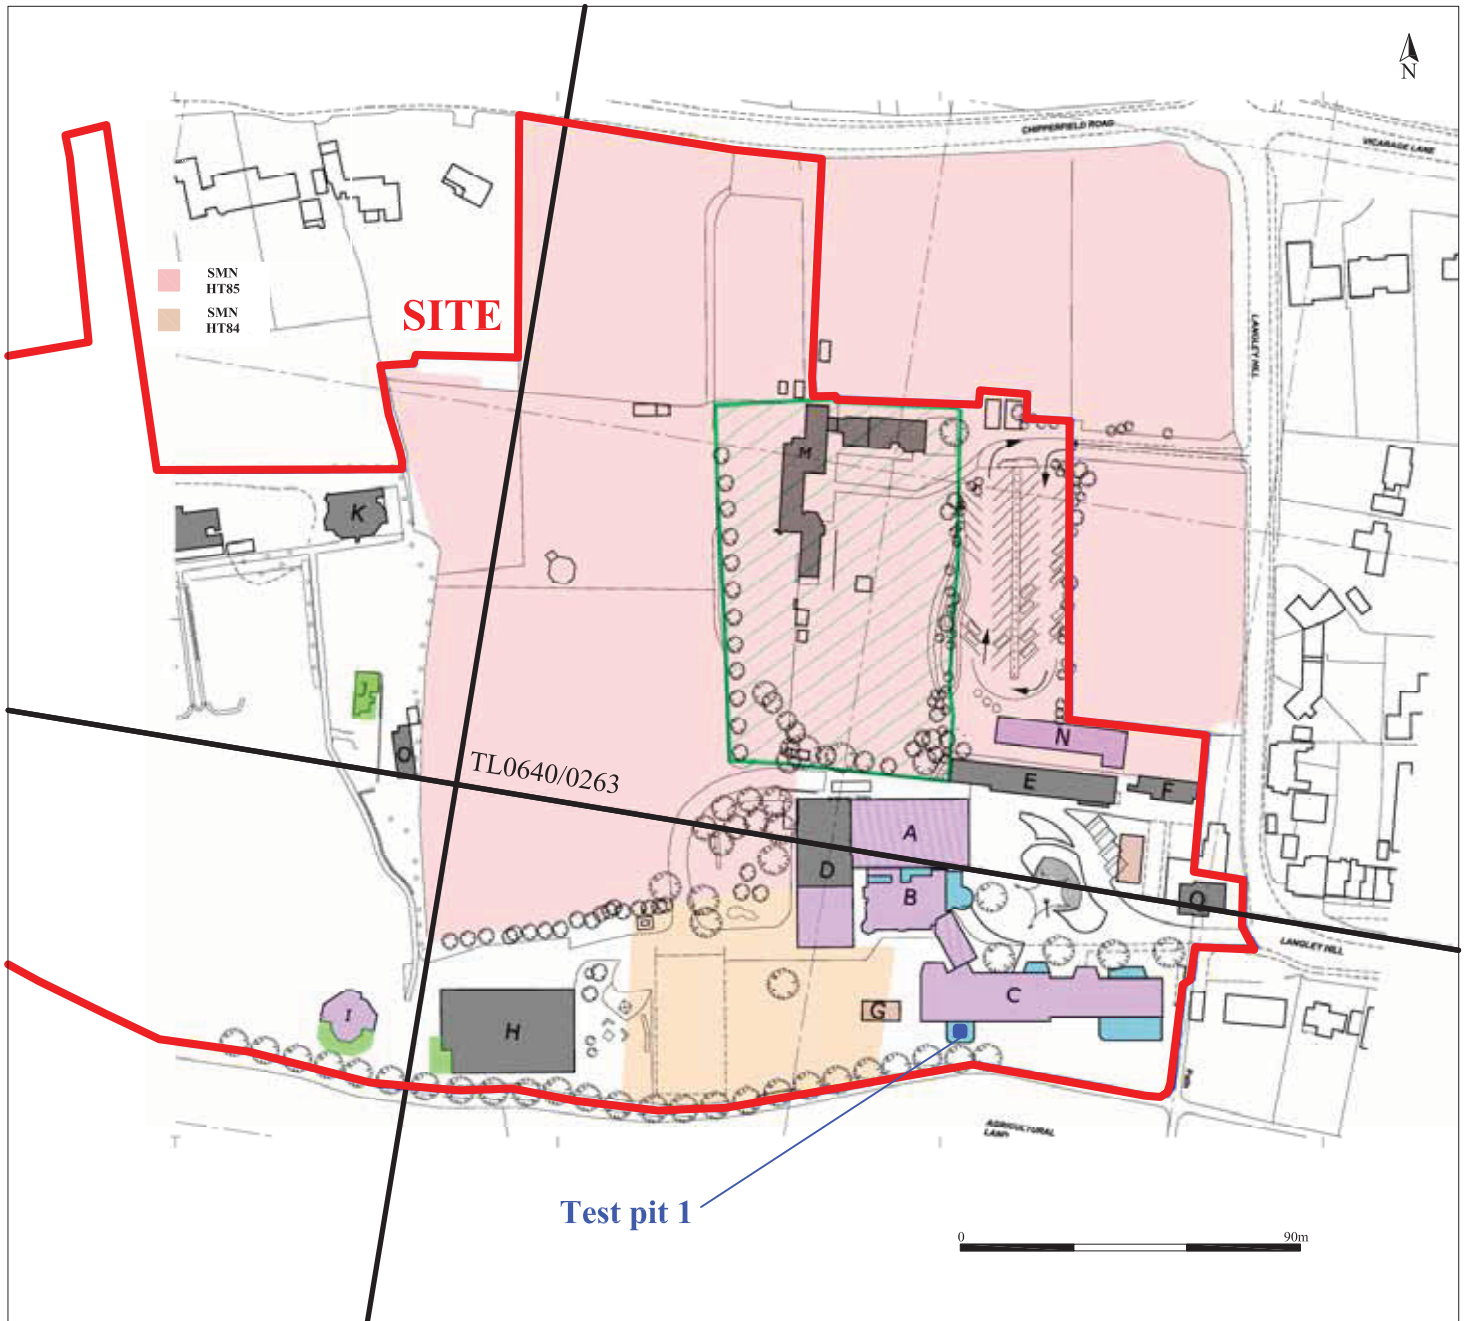 N
CHIPPERFIELD ROAD
VICARAGE LANE
SMN
HT85
SMN
HT84
SITE
LANGLEY HILL
M
K
J
O
N
TL0640/0263
E
F
A
D
B
O
LANGLEY HILL
C
I
H
G
Path
AGRICULTURAL
LAND
Test pit 1
0 90m